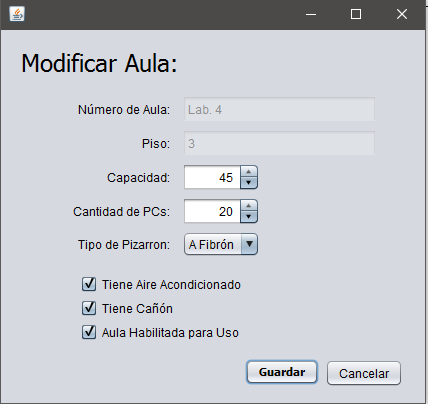 Modificar Aula:
Número de Aula: Lab. 4
Piso: 3
Capacidad: 45
Cantidad de PCs: 20
Tipo de Pizarron: A Fibrón
Tiene Aire Acondicionado
Tiene Cañón
Aula Habilitada para Uso
Guardar Cancelar